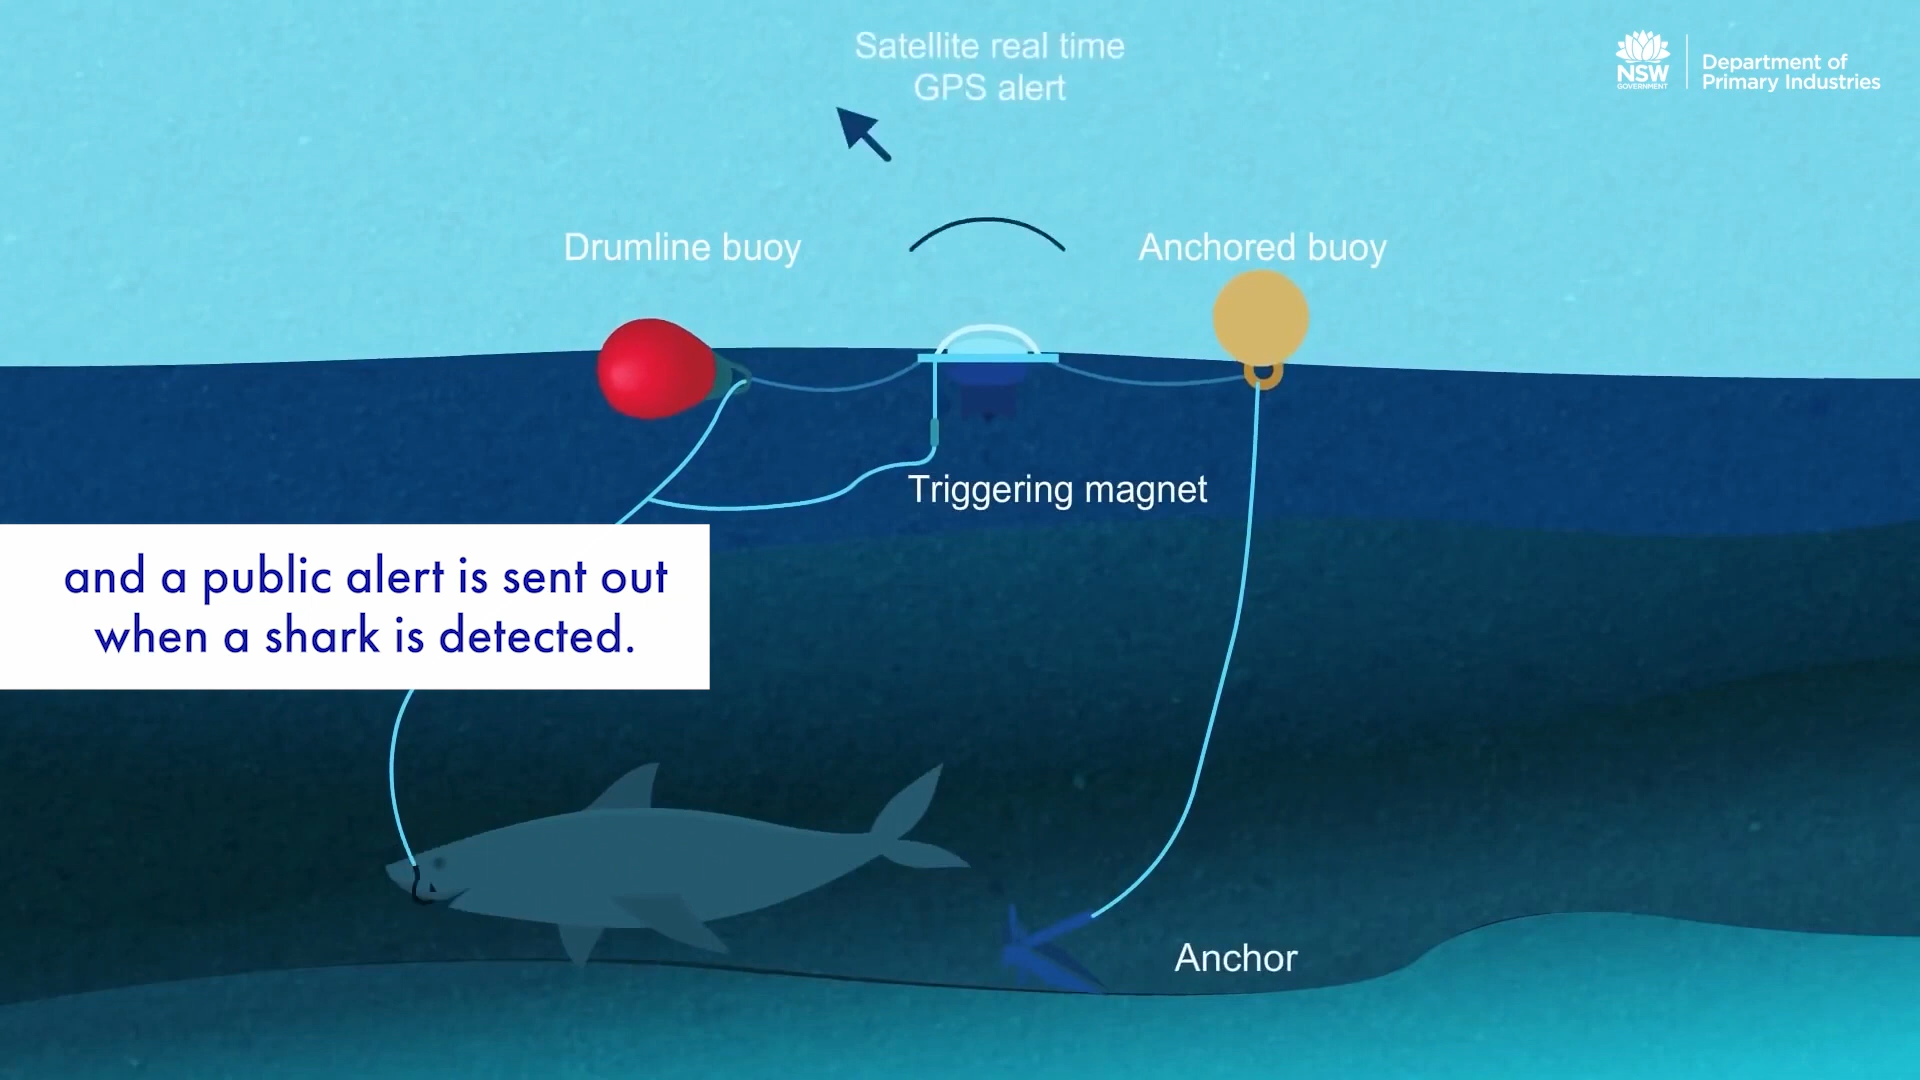 Satellite real time
GPS alert
NSW
GOVERNMENT
Department of
Primary Industries
Drumline buoy
Anchored buoy
Triggering magnet
and a public alert is sent out
when a shark is detected.
Anchor